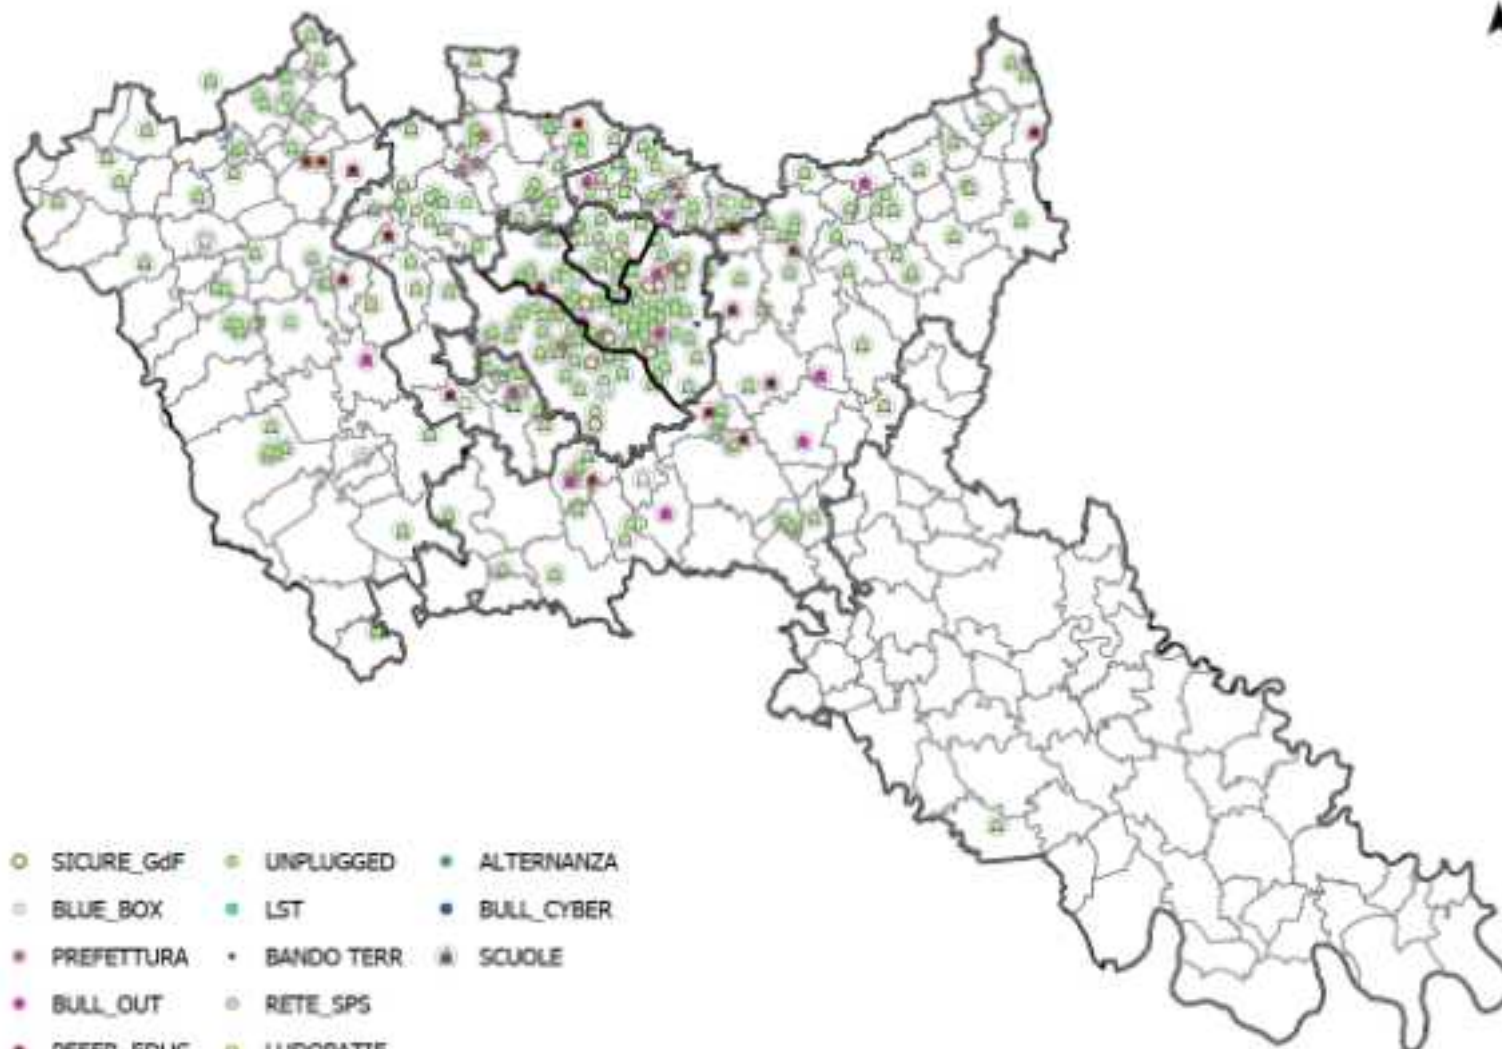 SICURE_GdF
UNPLUGGED
ALTERNANZA
BLUE_BOX
LST
BULL_CYBER
PREFETTURA
BANDO TERR
SCUOLE
BULL_OUT
RETE_SPS